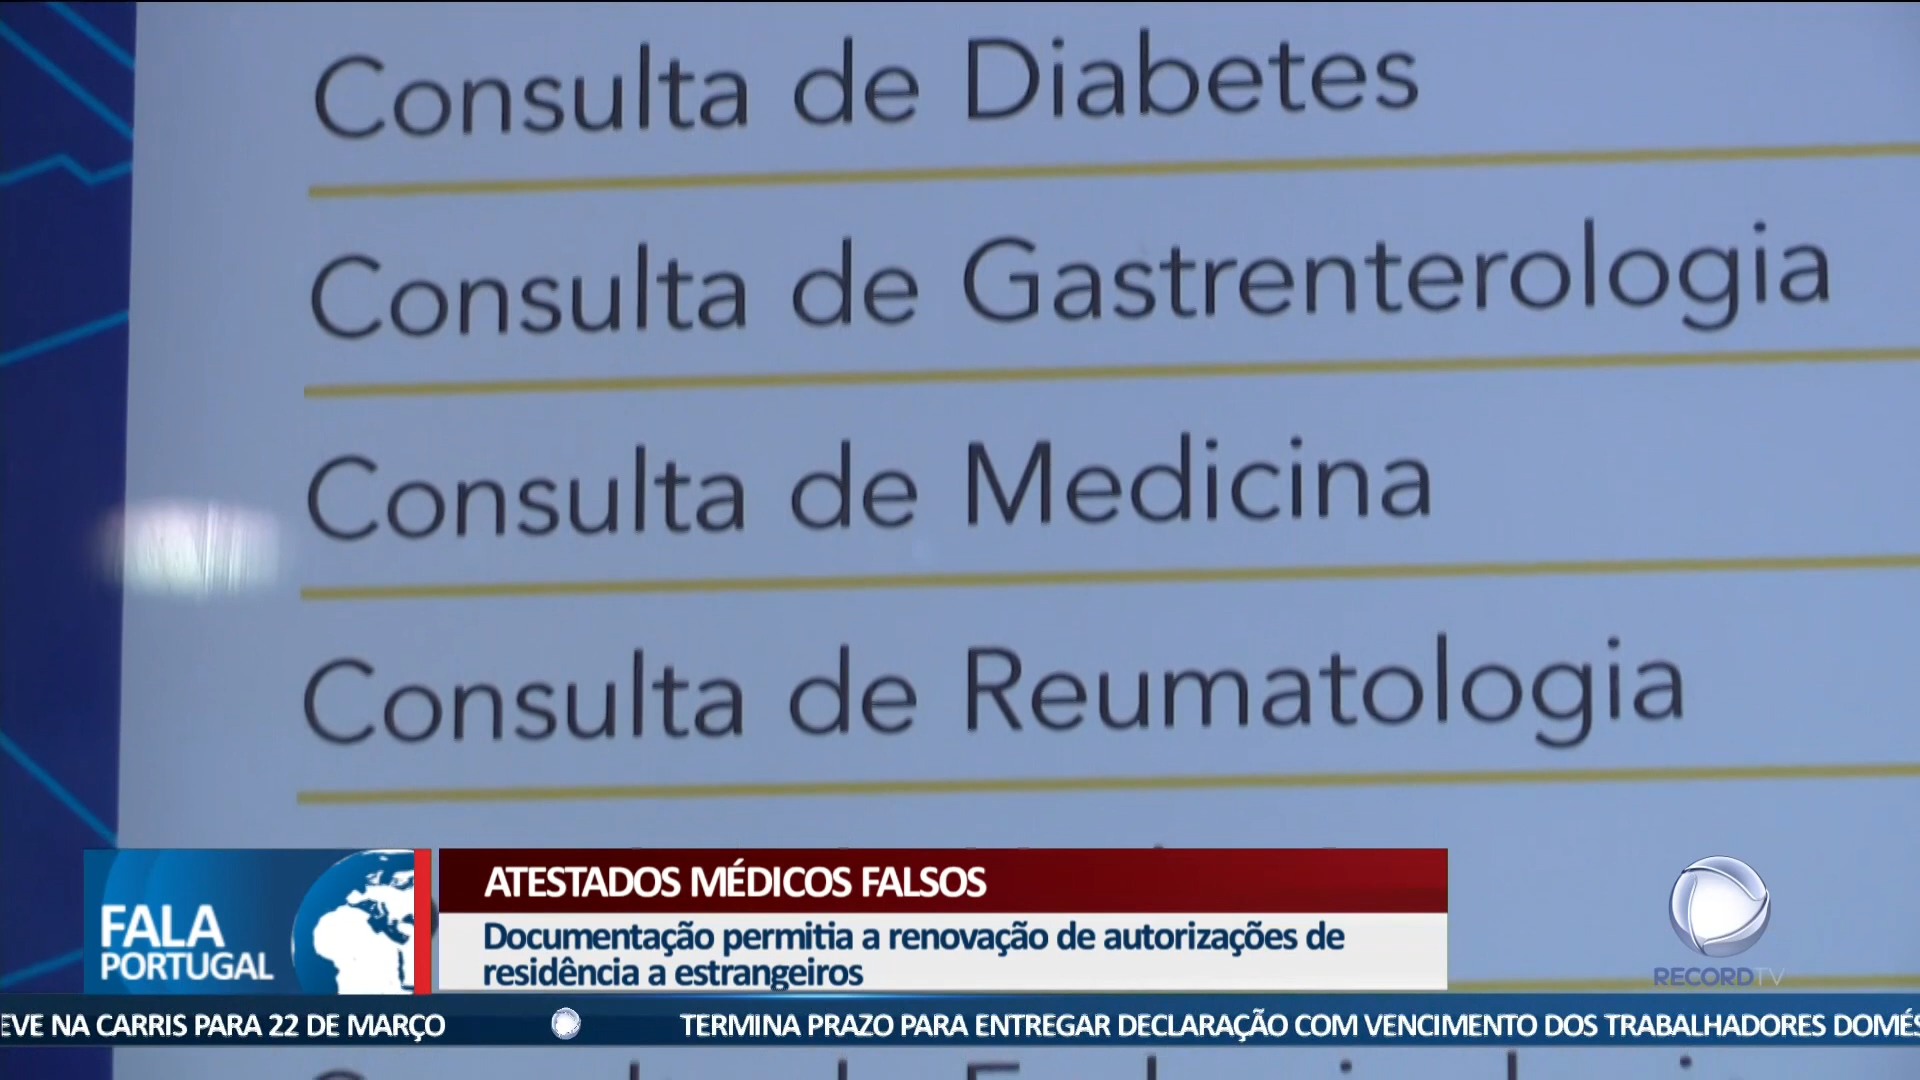 Consulta de Diabetes
Consulta de Gastrenterologia
Consulta de Medicina
Consulta de Reumatologia
FALA
PORTUGAL
ATESTADOS MÉDICOS FALSOS
Documentação permitia a renovação de autorizações de
residência a estrangeiros
RECORDTV
EVE NA CARRIS PARA 22 DE MARÇO
TERMINA PRAZO PARA ENTREGAR DECLARAÇÃO COM VENCIMENTO DOS TRABALHADORES DOMÉS